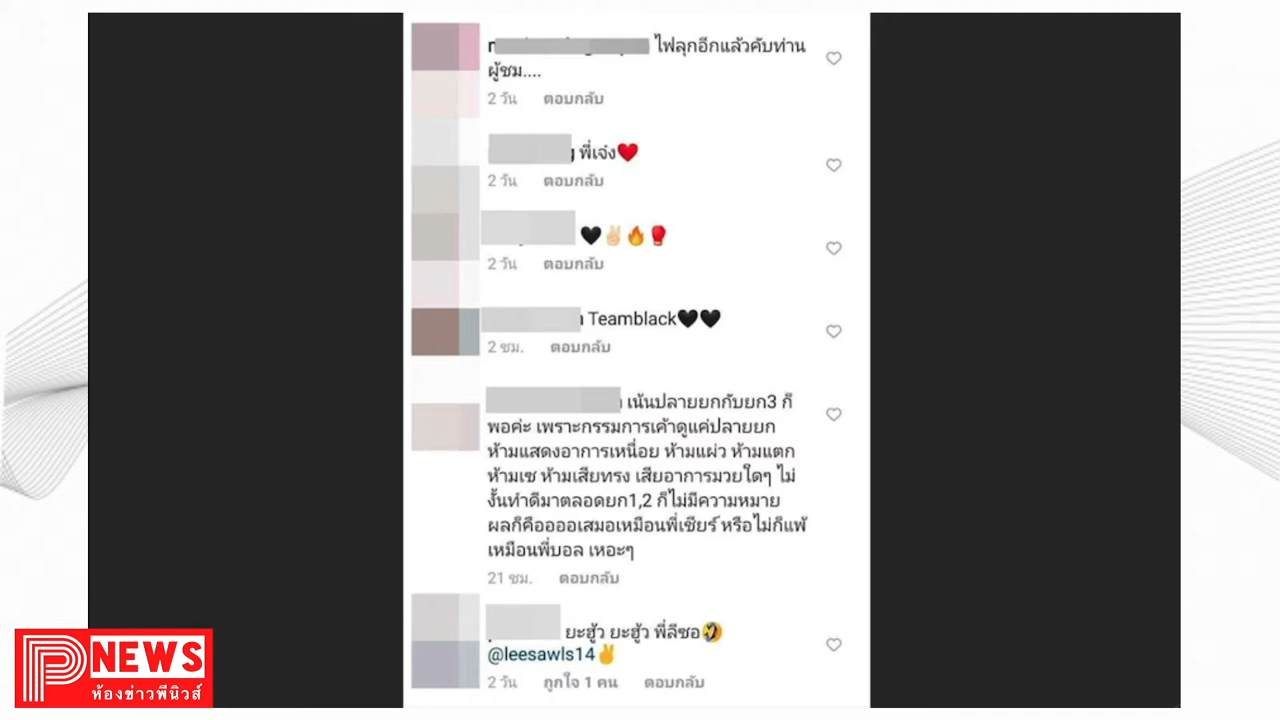 ไฟลุกอีกแล้วคับท่าน
ผู้ชม....
2 วัน ตอบกลับ
พี่เจ๋ง❤️
2 วัน ตอบกลับ
🖤✌🏻🔥🥊
2 วัน ตอบกลับ
Teamblack🖤🖤
2 ชม. ตอบกลับ
เน้นปลายยกกับยก3 ก็
พอค่ะ เพราะกรรมการเค้าดูแค่ปลายยก
ห้ามแสดงอาการเหนื่อย ห้ามแผ่ว ห้ามแตก
ห้ามเซ ห้ามเสียทรง เสียอาการมวยใดๆ ไม่
งั้นทำดีมาตลอดยก1,2 ก็ไม่มีความหมาย
ผลก็คืออออเสมอเหมือนพี่เชียร์ หรือไม่ก็แพ้
เหมือนพี่บอล เหอะๆ
21 ชม. ตอบกลับ
ยะฮู้ว ยะฮู้ว พี่ลีซอ🤣
@leesawls14✌️
2 วัน ถูกใจ 1 คน ตอบกลับ
P NEWS
ห้องข่าวพีนิวส์